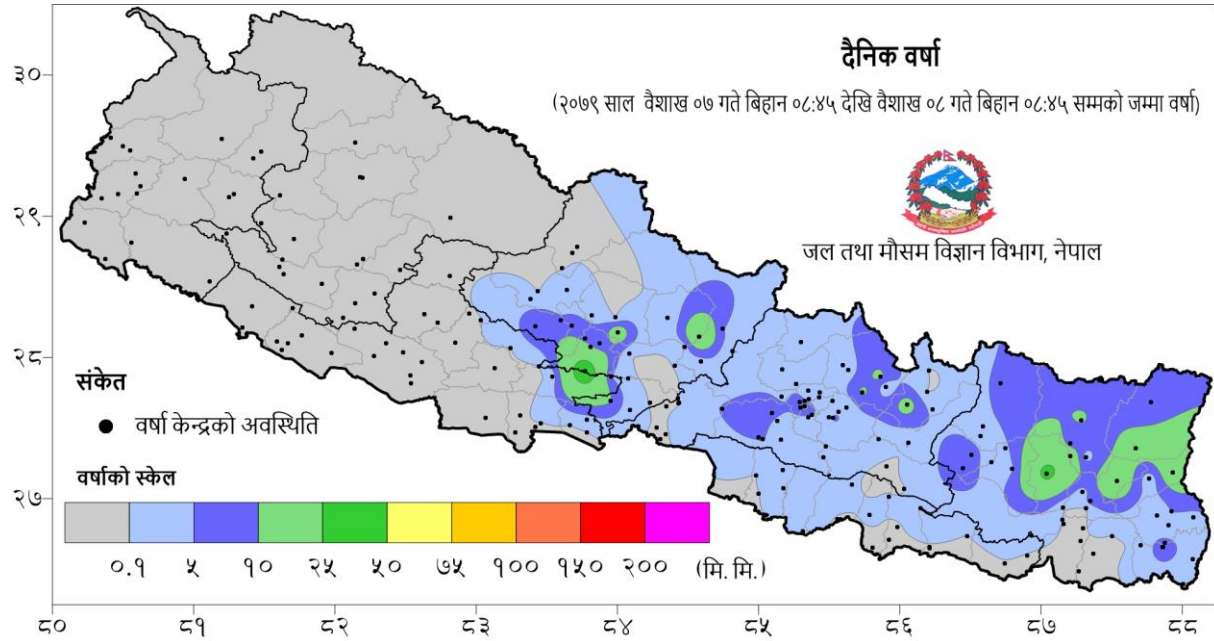 दैनिक वर्षा
(२०७९ साल वैशाख ०७ गते बिहान ०८:४५ देखि वैशाख ०८ गते बिहान ०८:४५ सम्मको जम्मा वर्षा)
जल तथा मौसम विज्ञान विभाग, नेपाल
३०
२९
२८
२७
संकेत
वर्षा केन्द्रको अवस्थिति
वर्षाको स्केल
०.१ ५ १० २५ ५० ७५ १०० १५० २०० (मि. मि.)
८० ८१ ८२ ८३ ८४ ८५ ८६ ८७ ८८